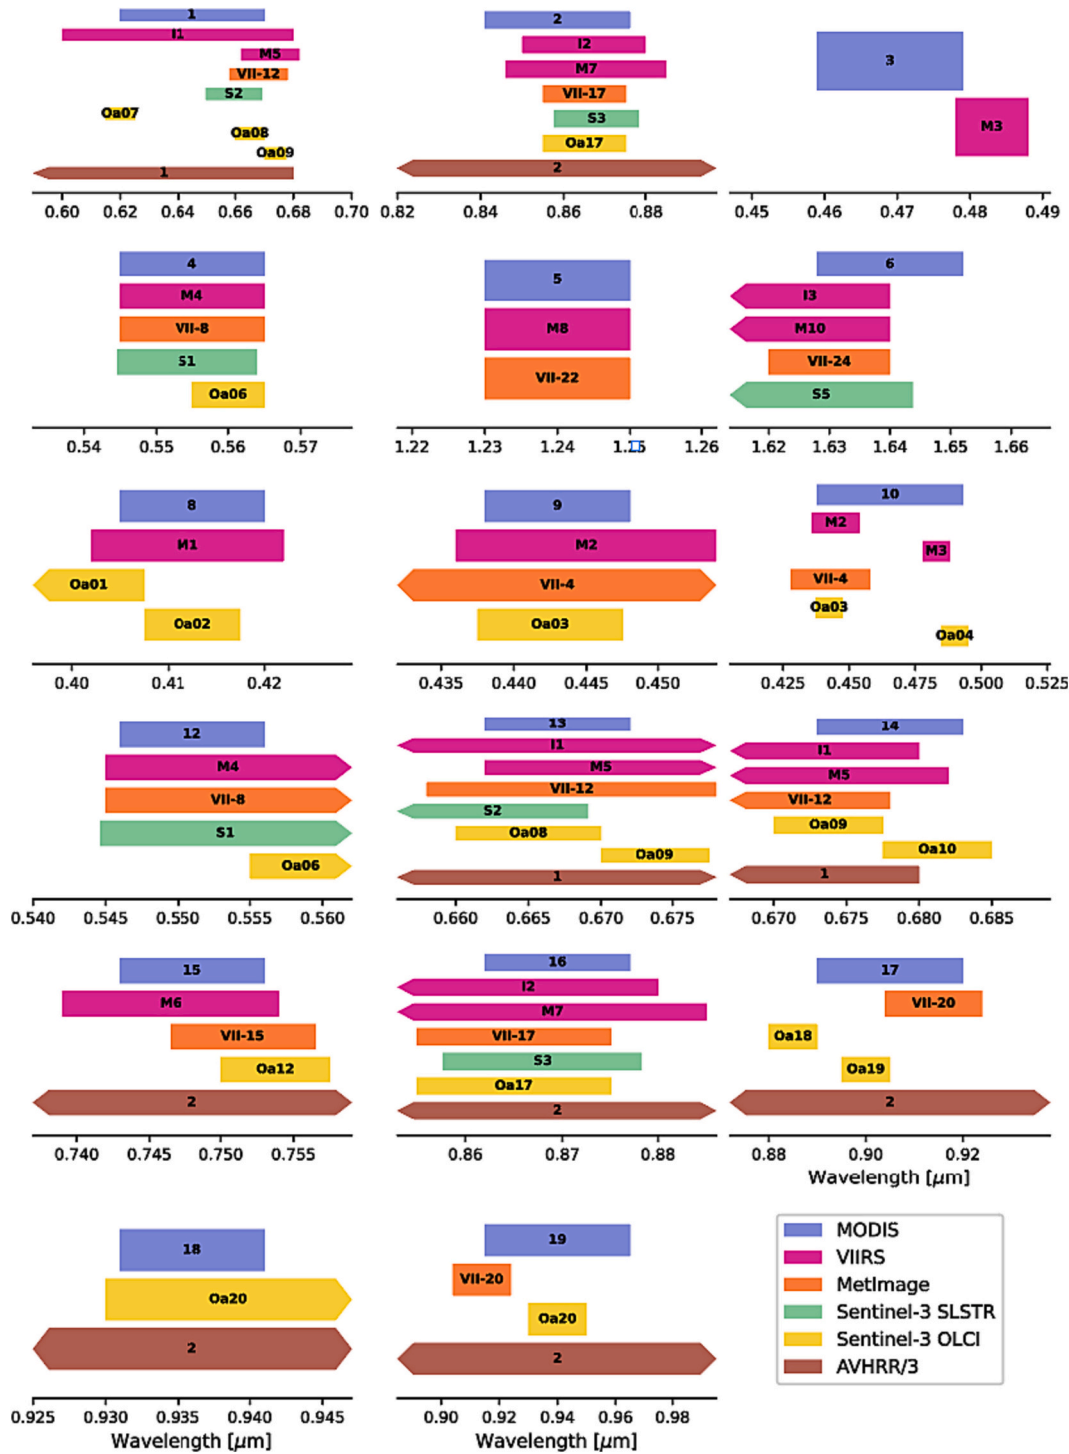 1
I1
M5
VII-12
S2
Oa07
Oa08
Oa09
1
0.60 0.62 0.64 0.66 0.68 0.70
2
I2
M7
VII-17
S3
Oa17
2
0.82 0.84 0.86 0.88
3
M3
0.45 0.46 0.47 0.48 0.49
4
M4
VII-8
S1
Oa06
0.54 0.55 0.56 0.57
5
M8
VII-22
1.22 1.23 1.24 1.26
6
I3
M10
VII-24
S5
1.62 1.63 1.64 1.65 1.66
8
M1
Oa01
Oa02
0.40 0.41 0.42
9
M2
VII-4
Oa03
0.435 0.440 0.445 0.450
10
M2
M3
VII-4
Oa03
Oa04
0.425 0.450 0.475 0.500 0.525
12
M4
VII-8
S1
Oa06
0.540 0.545 0.550 0.555 0.560
13
I1
M5
VII-12
S2
Oa08
Oa09
1
0.660 0.665 0.670 0.675
14
I1
M5
VII-12
Oa09
Oa10
1
0.670 0.675 0.680 0.685
15
M6
VII-15
Oa12
2
0.740 0.745 0.750 0.755
16
I2
M7
VII-17
S3
Oa17
2
0.86 0.87 0.88
17
VII-20
Oa18
Oa19
2
0.88 0.90 0.92
Wavelength [μm]
18
Oa20
2
0.925 0.930 0.935 0.940 0.945
Wavelength [μm]
19
VII-20
Oa20
2
0.90 0.92 0.94 0.96 0.98
Wavelength [μm]
MODIS
VIIRS
MetImage
Sentinel-3 SLSTR
Sentinel-3 OLCI
AVHRR/3